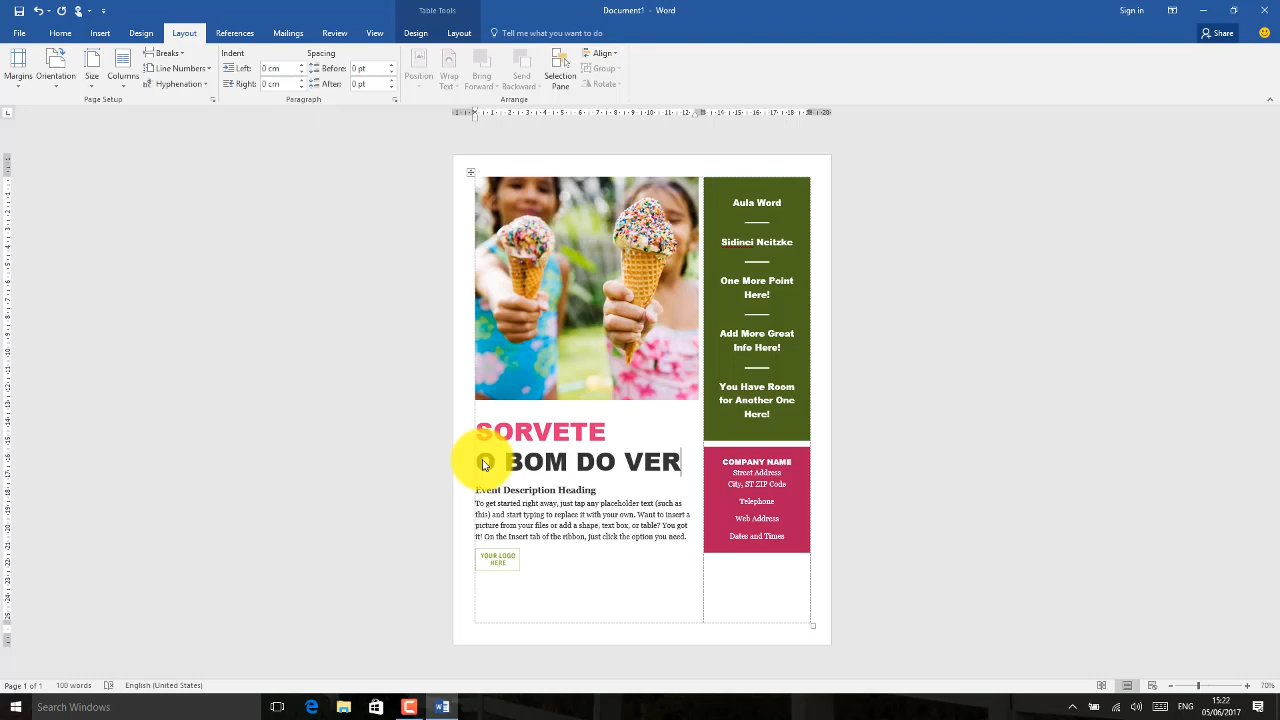 Table Tools
Document1 - Word
Sign in
File
Home
Insert
Design
Layout
References
Mailings
Review
View
Design
Layout
Tell me what you want to do
Share
Margins
Orientation
Size
Columns
Breaks
Line Numbers
Hyphenation
Page Setup
Indent
Left: 0 cm
Right: 0 cm
Spacing
Before: 0 pt
After: 0 pt
Paragraph
Position
Wrap Text
Bring Forward
Send Backward
Selection Pane
Align
Group
Rotate
Arrange
Aula Word
Sidinei Neitzke
One More Point
Here!
Add More Great
Info Here!
You Have Room
for Another One
Here!
SORVETE
O BOM DO VER
Event Description Heading
To get started right away, just tap any placeholder text (such as
this) and start typing to replace it with your own. Want to insert a
picture from your files or add a shape, text box, or table? You got
it! On the Insert tab of the ribbon, just click the option you need.
YOUR LOGO
HERE
COMPANY NAME
Street Address
City, ST ZIP Code
Telephone
Web Address
Dates and Times
Page 1 of 1
100 words
English (United States)
70%
Search Windows
15:22
05/06/2017